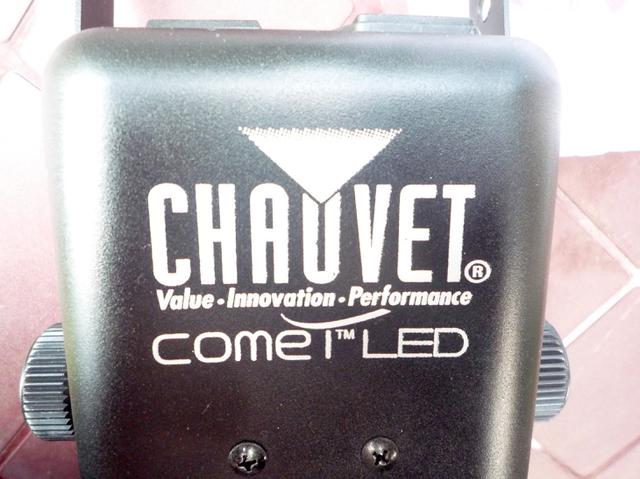 CHAUVET®
Value · Innovation · Performance
comet™ LED